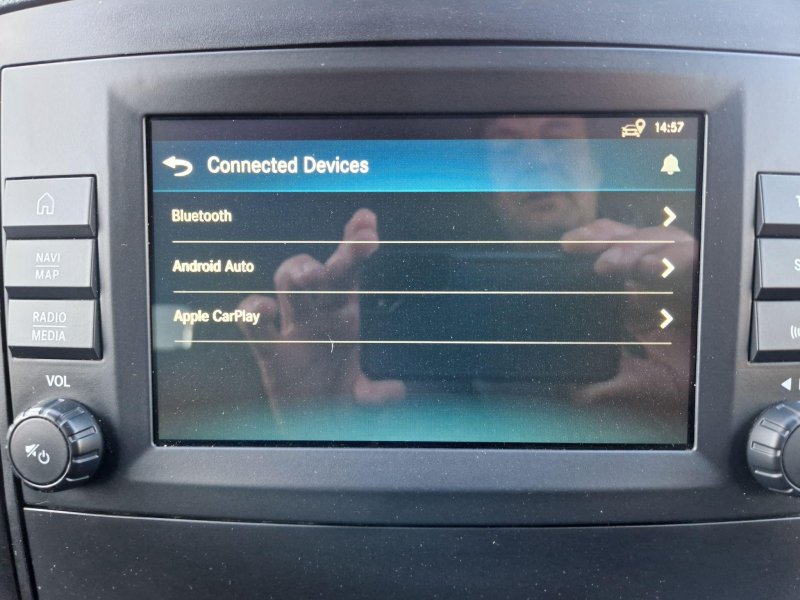 14:57
Connected Devices
Bluetooth
Android Auto
Apple CarPlay
NAVI
MAP
RADIO
MEDIA
VOL